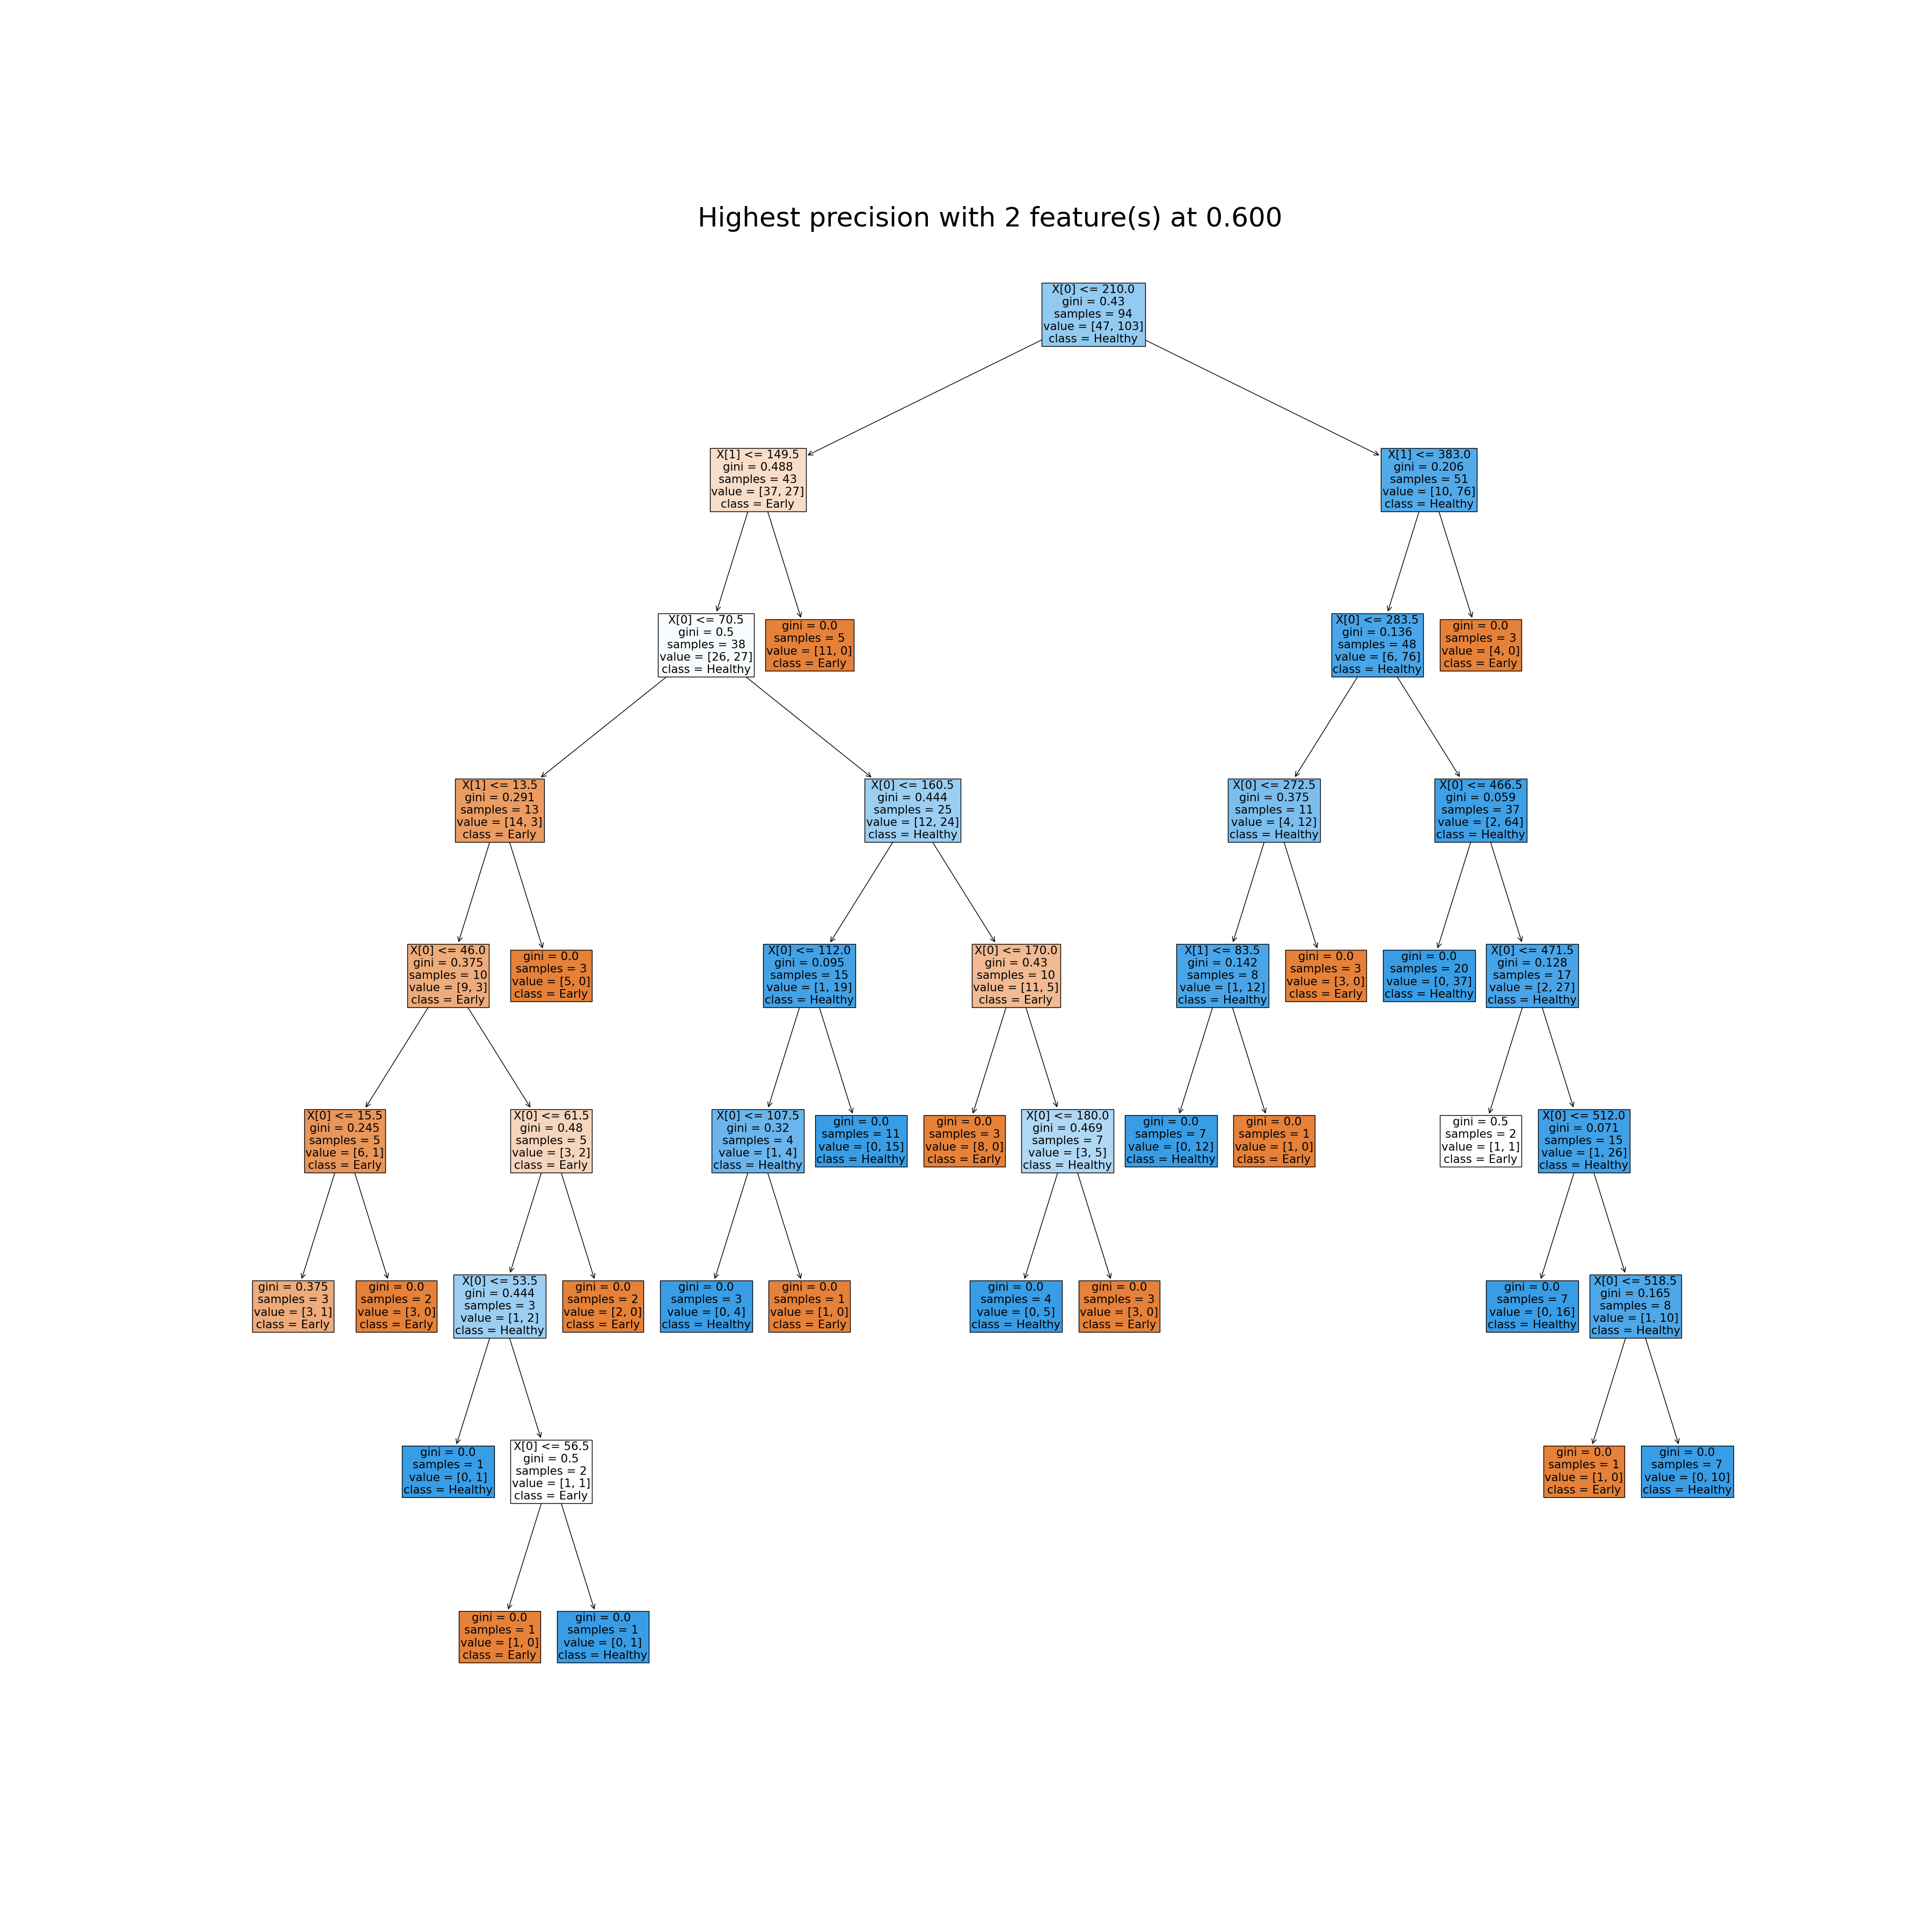 Highest precision with 2 feature(s) at 0.600
X[0] <= 210.0
gini = 0.43
samples = 94
value = [47, 103]
class = Healthy
X[1] <= 149.5
gini = 0.488
samples = 43
value = [37, 27]
class = Early
X[1] <= 383.0
gini = 0.206
samples = 51
value = [10, 76]
class = Healthy
X[0] <= 70.5
gini = 0.5
samples = 38
value = [26, 27]
class = Healthy
gini = 0.0
samples = 5
value = [11, 0]
class = Early
X[0] <= 283.5
gini = 0.136
samples = 48
value = [6, 76]
class = Healthy
gini = 0.0
samples = 3
value = [4, 0]
class = Early
X[1] <= 13.5
gini = 0.291
samples = 13
value = [14, 3]
class = Early
X[0] <= 160.5
gini = 0.444
samples = 25
value = [12, 24]
class = Healthy
X[0] <= 272.5
gini = 0.375
samples = 11
value = [4, 12]
class = Healthy
X[0] <= 466.5
gini = 0.059
samples = 37
value = [2, 64]
class = Healthy
X[0] <= 46.0
gini = 0.375
samples = 10
value = [9, 3]
class = Early
gini = 0.0
samples = 3
value = [5, 0]
class = Early
X[0] <= 112.0
gini = 0.095
samples = 15
value = [1, 19]
class = Healthy
X[0] <= 170.0
gini = 0.43
samples = 10
value = [11, 5]
class = Early
X[1] <= 83.5
gini = 0.142
samples = 8
value = [1, 12]
class = Healthy
gini = 0.0
samples = 3
value = [3, 0]
class = Early
gini = 0.0
samples = 20
value = [0, 37]
class = Healthy
X[0] <= 471.5
gini = 0.128
samples = 17
value = [2, 27]
class = Healthy
X[0] <= 15.5
gini = 0.245
samples = 5
value = [6, 1]
class = Early
X[0] <= 61.5
gini = 0.48
samples = 5
value = [3, 2]
class = Early
X[0] <= 107.5
gini = 0.32
samples = 4
value = [1, 4]
class = Healthy
gini = 0.0
samples = 11
value = [0, 15]
class = Healthy
gini = 0.0
samples = 3
value = [8, 0]
class = Early
X[0] <= 180.0
gini = 0.469
samples = 7
value = [3, 5]
class = Healthy
gini = 0.0
samples = 7
value = [0, 12]
class = Healthy
gini = 0.0
samples = 1
value = [1, 0]
class = Early
gini = 0.5
samples = 2
value = [1, 1]
class = Early
X[0] <= 512.0
gini = 0.071
samples = 15
value = [1, 26]
class = Healthy
gini = 0.375
samples = 3
value = [3, 1]
class = Early
gini = 0.0
samples = 2
value = [3, 0]
class = Early
X[0] <= 53.5
gini = 0.444
samples = 3
value = [1, 2]
class = Healthy
gini = 0.0
samples = 2
value = [2, 0]
class = Early
gini = 0.0
samples = 3
value = [0, 4]
class = Healthy
gini = 0.0
samples = 1
value = [1, 0]
class = Early
gini = 0.0
samples = 4
value = [0, 5]
class = Healthy
gini = 0.0
samples = 3
value = [3, 0]
class = Early
gini = 0.0
samples = 7
value = [0, 16]
class = Healthy
X[0] <= 518.5
gini = 0.165
samples = 8
value = [1, 10]
class = Healthy
gini = 0.0
samples = 1
value = [0, 1]
class = Healthy
X[0] <= 56.5
gini = 0.5
samples = 2
value = [1, 1]
class = Early
gini = 0.0
samples = 1
value = [1, 0]
class = Early
gini = 0.0
samples = 7
value = [0, 10]
class = Healthy
gini = 0.0
samples = 1
value = [1, 0]
class = Early
gini = 0.0
samples = 1
value = [0, 1]
class = Healthy